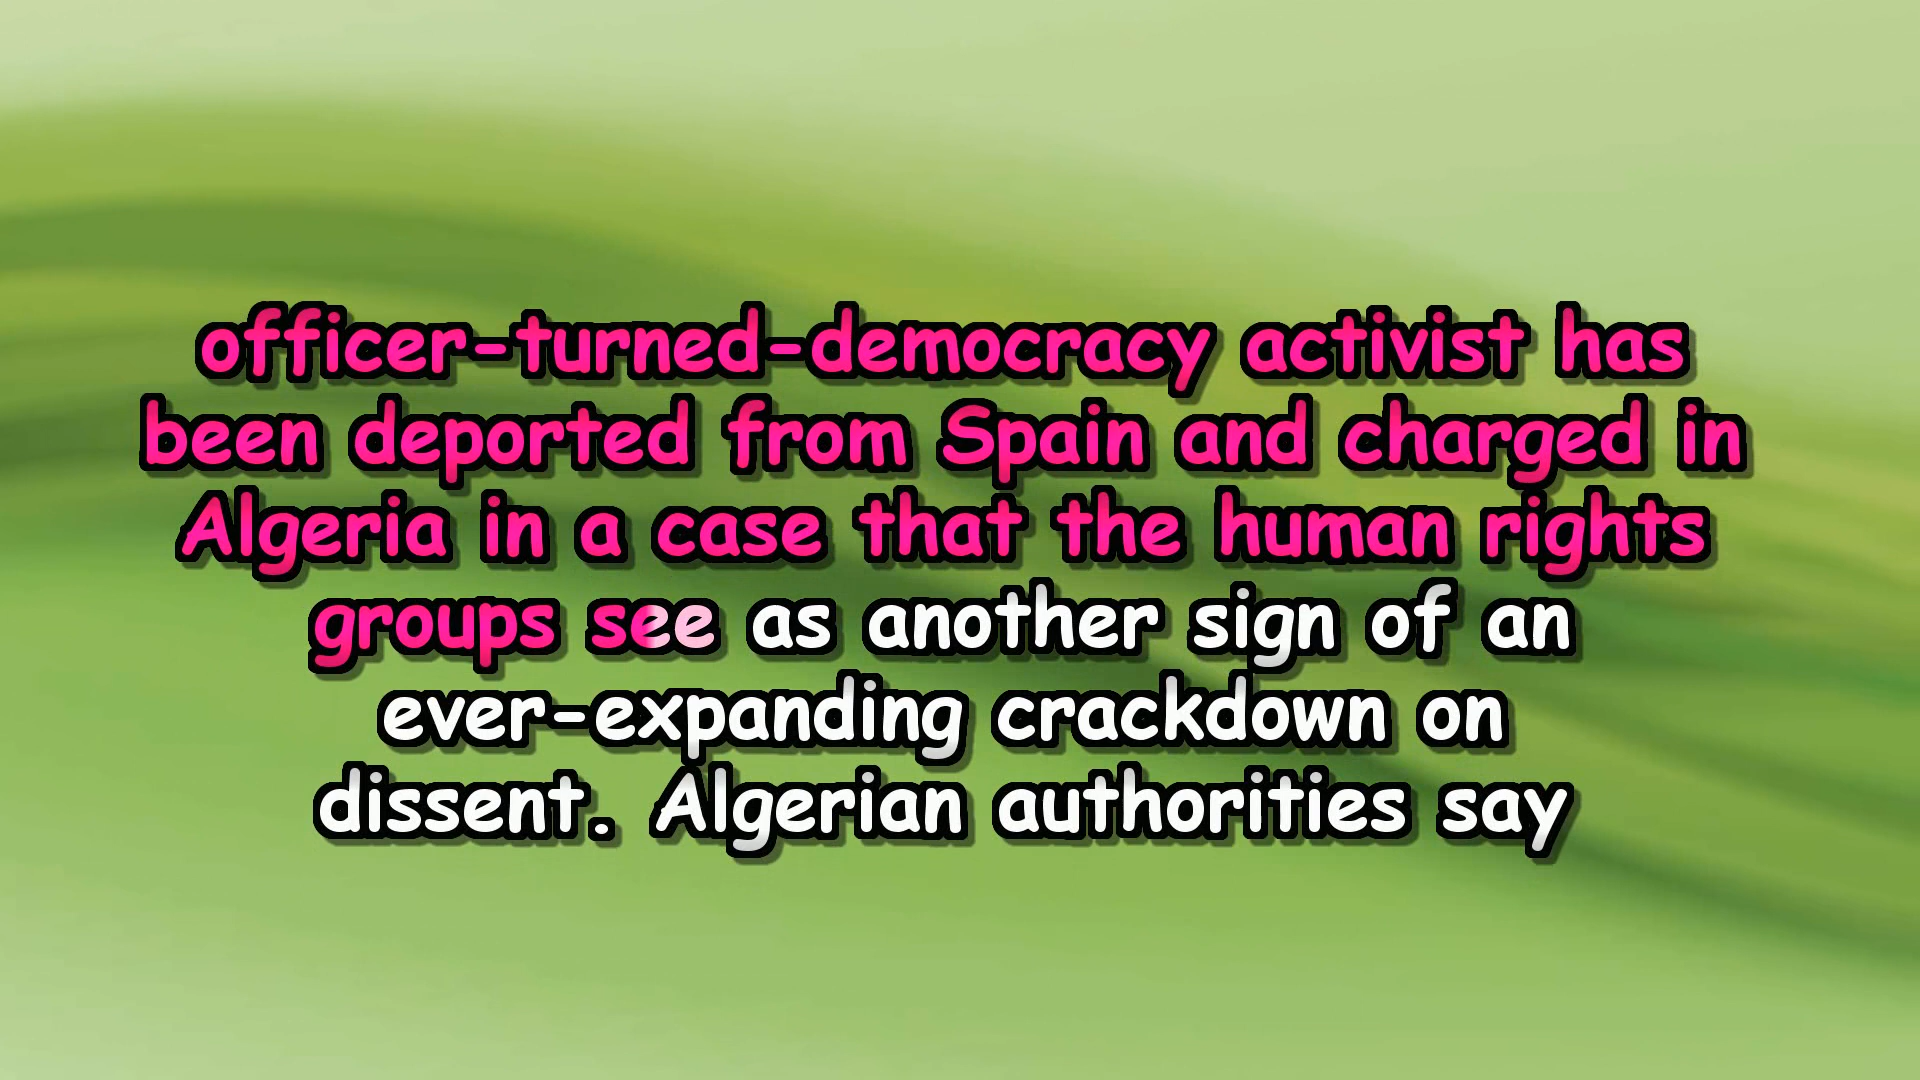 officer-turned-democracy activist has
been deported from Spain and charged in
Algeria in a case that the human rights
groups see as another sign of an
ever-expanding crackdown on
dissent. Algerian authorities say